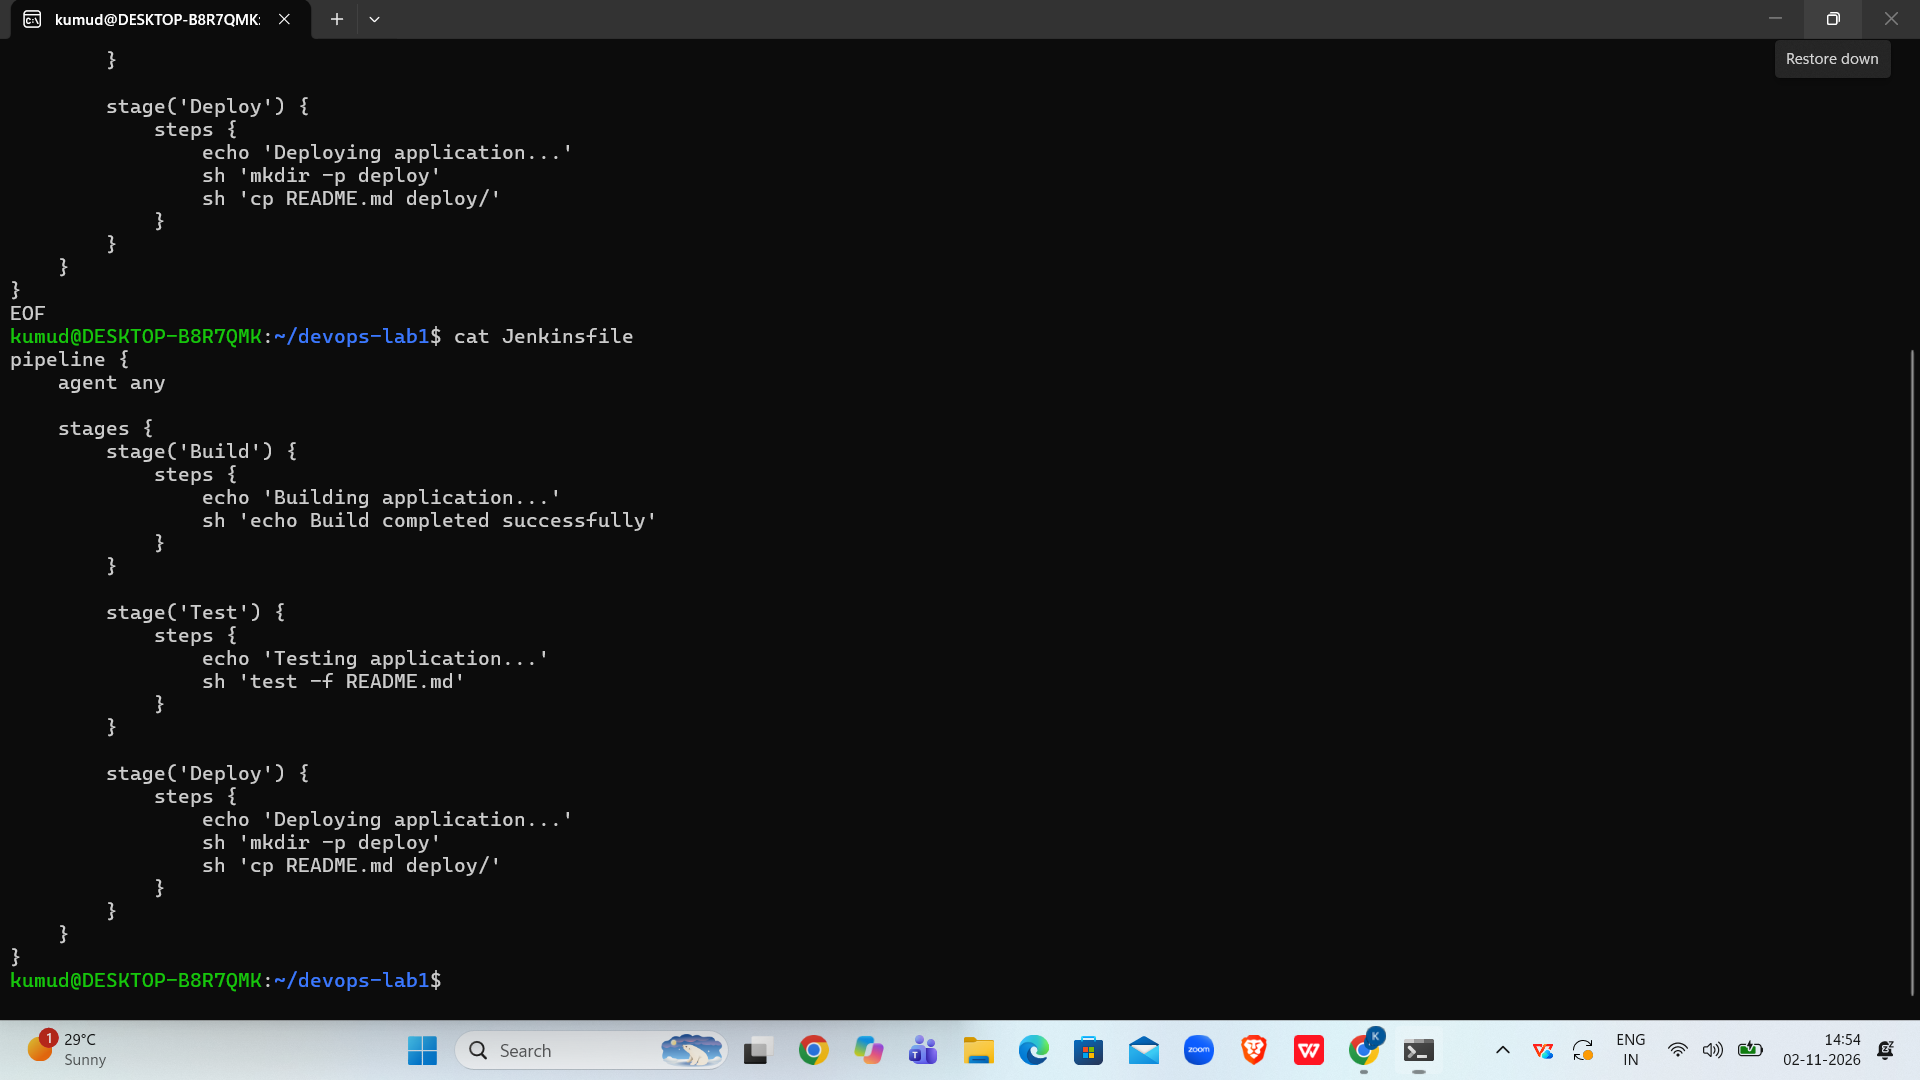 kumud@DESKTOP-B8R7QMK:
Restore down
        }

        stage('Deploy') {
            steps {
                echo 'Deploying application...'
                sh 'mkdir -p deploy'
                sh 'cp README.md deploy/'
            }
        }
    }
}
EOF
kumud@DESKTOP-B8R7QMK:~/devops-lab1$ cat Jenkinsfile
pipeline {
    agent any

    stages {
        stage('Build') {
            steps {
                echo 'Building application...'
                sh 'echo Build completed successfully'
            }
        }

        stage('Test') {
            steps {
                echo 'Testing application...'
                sh 'test -f README.md'
            }
        }

        stage('Deploy') {
            steps {
                echo 'Deploying application...'
                sh 'mkdir -p deploy'
                sh 'cp README.md deploy/'
            }
        }
    }
}
kumud@DESKTOP-B8R7QMK:~/devops-lab1$
1
29°C
Sunny
Search
zoom
K
ENG
IN
14:54
02-11-2026